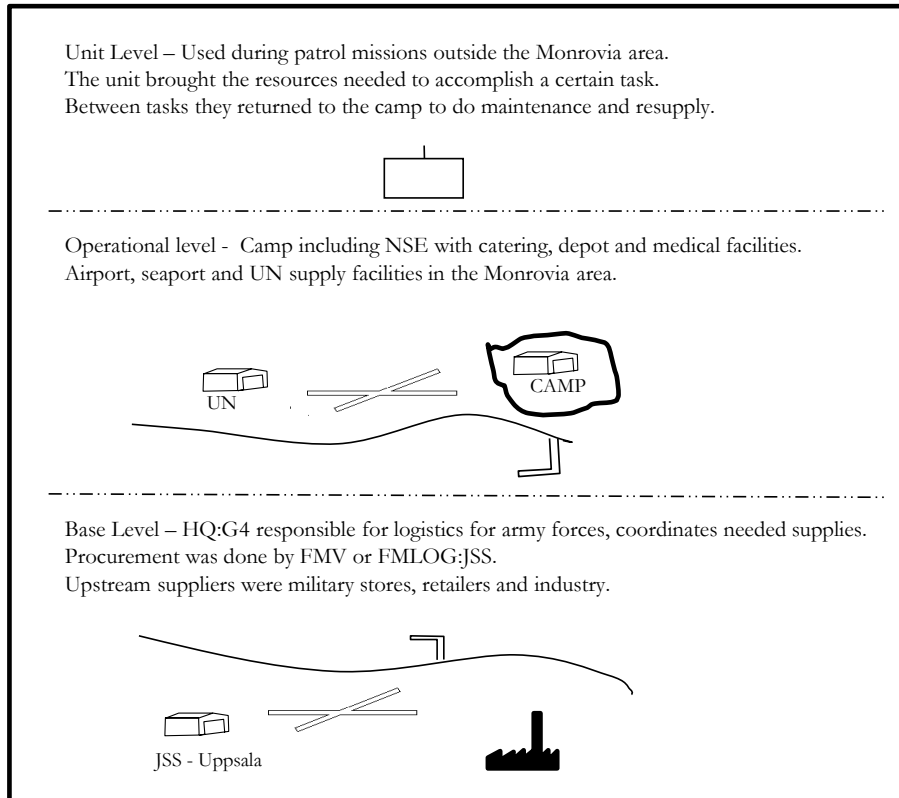 Unit Level – Used during patrol missions outside the Monrovia area.
The unit brought the resources needed to accomplish a certain task.
Between tasks they returned to the camp to do maintenance and resupply.
Operational level - Camp including NSE with catering, depot and medical facilities.
Airport, seaport and UN supply facilities in the Monrovia area.
UN
CAMP
Base Level – HQ:G4 responsible for logistics for army forces, coordinates needed supplies.
Procurement was done by FMV or FMLOG:JSS.
Upstream suppliers were military stores, retailers and industry.
JSS - Uppsala